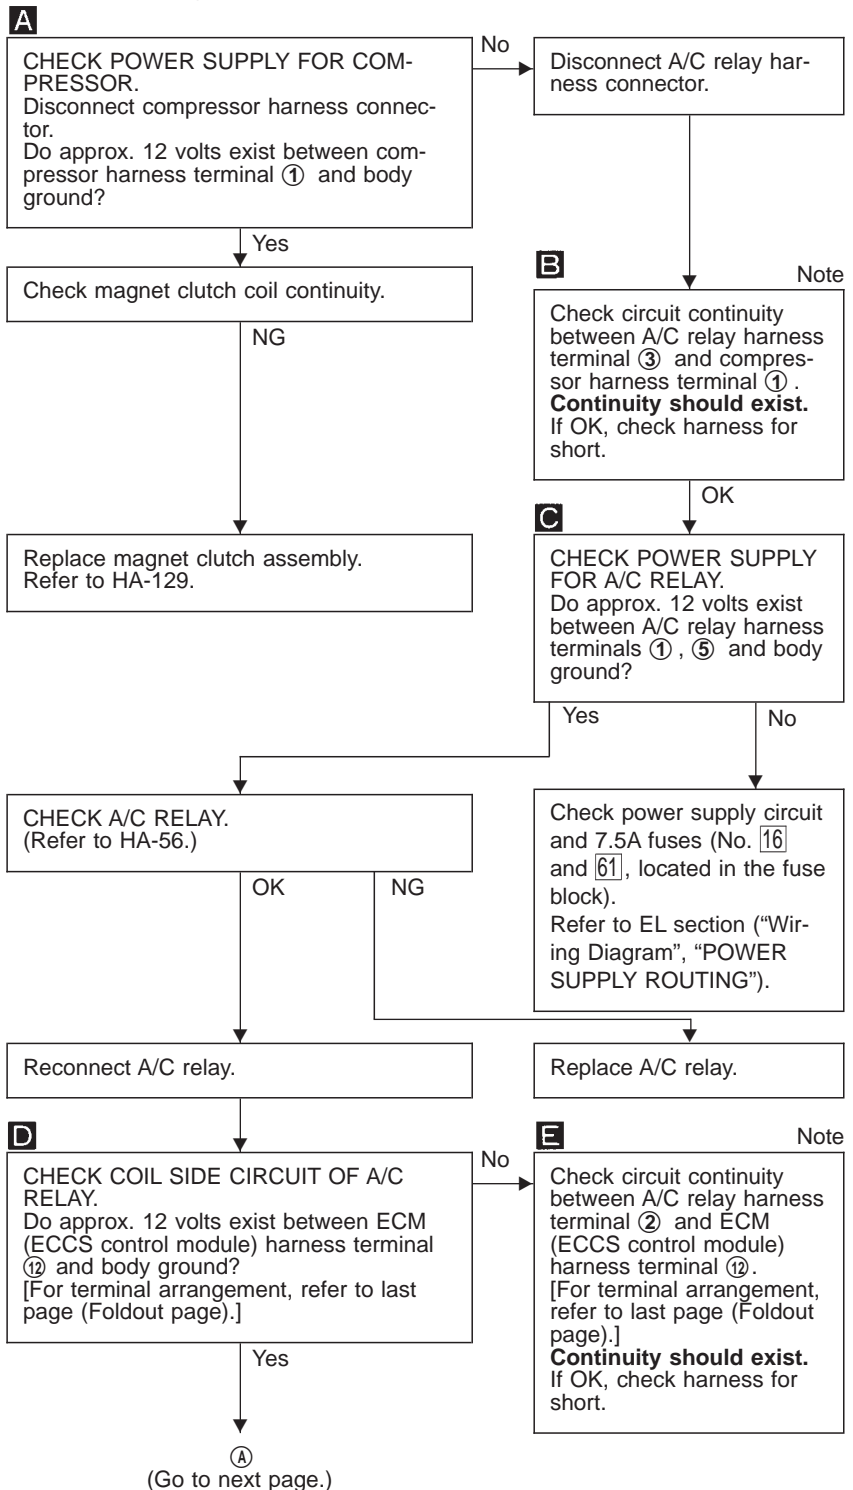 A
CHECK POWER SUPPLY FOR COM-
PRESSOR.
Disconnect compressor harness connec-
tor.
Do approx. 12 volts exist between com-
pressor harness terminal ① and body
ground?
No
Disconnect A/C relay har-
ness connector.
Yes
Check magnet clutch coil continuity.
NG
Replace magnet clutch assembly.
Refer to HA-129.
B
Note
Check circuit continuity
between A/C relay harness
terminal ③ and compres-
sor harness terminal ① .
Continuity should exist.
If OK, check harness for
short.
OK
C
CHECK POWER SUPPLY
FOR A/C RELAY.
Do approx. 12 volts exist
between A/C relay harness
terminals ① , ⑤ and body
ground?
Yes
No
CHECK A/C RELAY.
(Refer to HA-56.)
Check power supply circuit
and 7.5A fuses (No. 16
and 61, located in the fuse
block).
Refer to EL section (“Wir-
ing Diagram”, “POWER
SUPPLY ROUTING”).
OK
NG
Reconnect A/C relay.
Replace A/C relay.
D
CHECK COIL SIDE CIRCUIT OF A/C
RELAY.
Do approx. 12 volts exist between ECM
(ECCS control module) harness terminal
⑫ and body ground?
[For terminal arrangement, refer to last
page (Foldout page).]
No
E
Note
Check circuit continuity
between A/C relay harness
terminal ② and ECM
(ECCS control module)
harness terminal ⑫.
[For terminal arrangement,
refer to last page (Foldout
page).]
Continuity should exist.
If OK, check harness for
short.
Yes
Ⓐ
(Go to next page.)